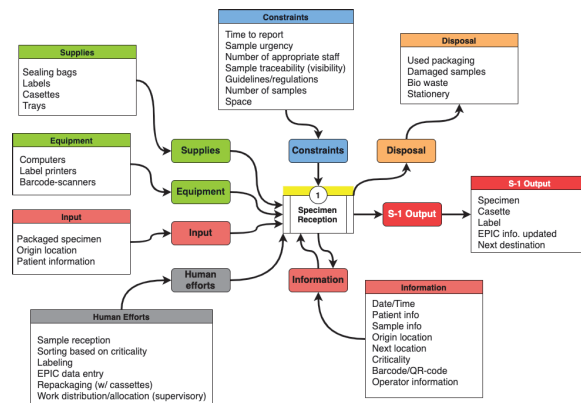 Constraints
Time to report
Sample urgency
Number of appropriate staff
Sample traceability (visibility)
Guidelines/regulations
Number of samples
Space
Disposal
Used packaging
Damaged samples
Bio waste
Stationery
Supplies
Sealing bags
Labels
Casettes
Trays
Equipment
Computers
Label printers
Barcode-scanners
Input
Packaged specimen
Origin location
Patient information
Supplies
Equipment
Input
Human
efforts
Constraints
Disposal
1
Specimen
Reception
S-1 Output
Information
S-1 Output
Specimen
Casette
Label
EPIC info. updated
Next destination
Human Efforts
Sample reception
Sorting based on criticality
Labeling
EPIC data entry
Repackaging (w/ cassettes)
Work distribution/allocation (supervisory)
Information
Date/Time
Patient info
Sample info
Origin location
Next location
Criticality
Barcode/QR-code
Operator information